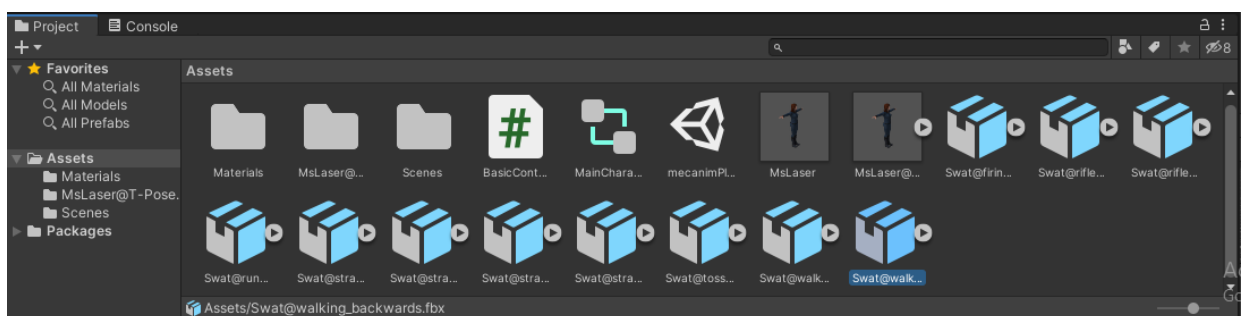 Project Console
8
Favorites
All Materials
All Models
All Prefabs
Assets
Materials
MsLaser@T-Pose.
Scenes
Packages
Assets
Materials MsLaser@... Scenes BasicCont... MainChara... mecanimPl... MsLaser MsLaser@... Swat@firin... Swat@rifle... Swat@rifle...
Swat@run... Swat@stra... Swat@stra... Swat@stra... Swat@stra... Swat@toss... Swat@walk... Swat@walk...
Assets/Swat@walking_backwards.fbx